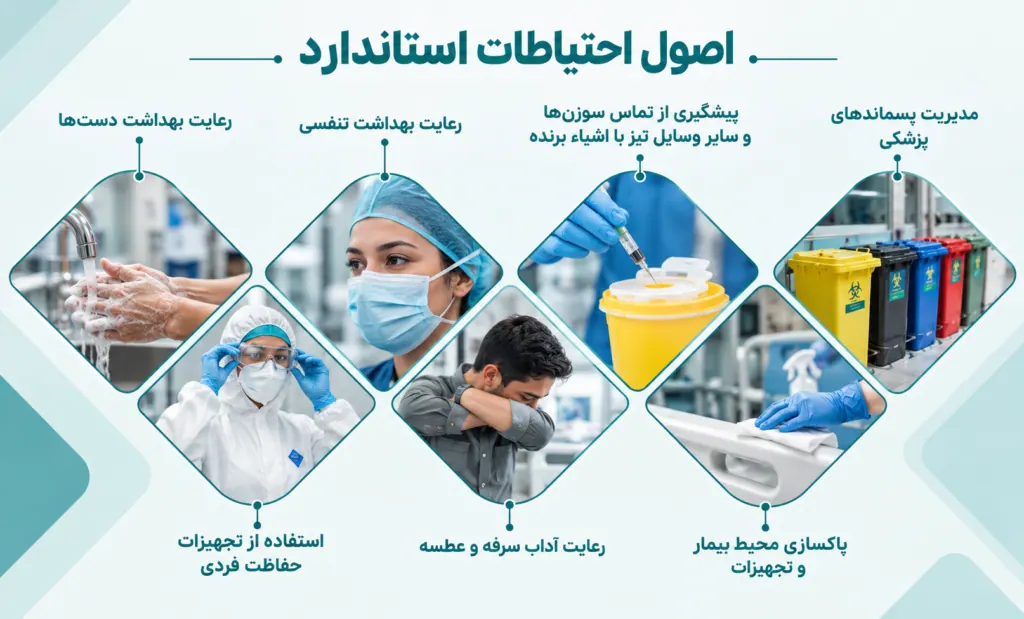 اصول احتیاطات استاندارد
مدیریت پسماندهای
پزشکی
پیشگیری از تماس سوزن‌ها
و سایر وسایل تیز با اشیاء برنده
رعایت بهداشت تنفسی
رعایت بهداشت دست‌ها
پاکسازی محیط بیمار
و تجهیزات
رعایت آداب سرفه و عطسه
استفاده از تجهیزات
حفاظت فردی